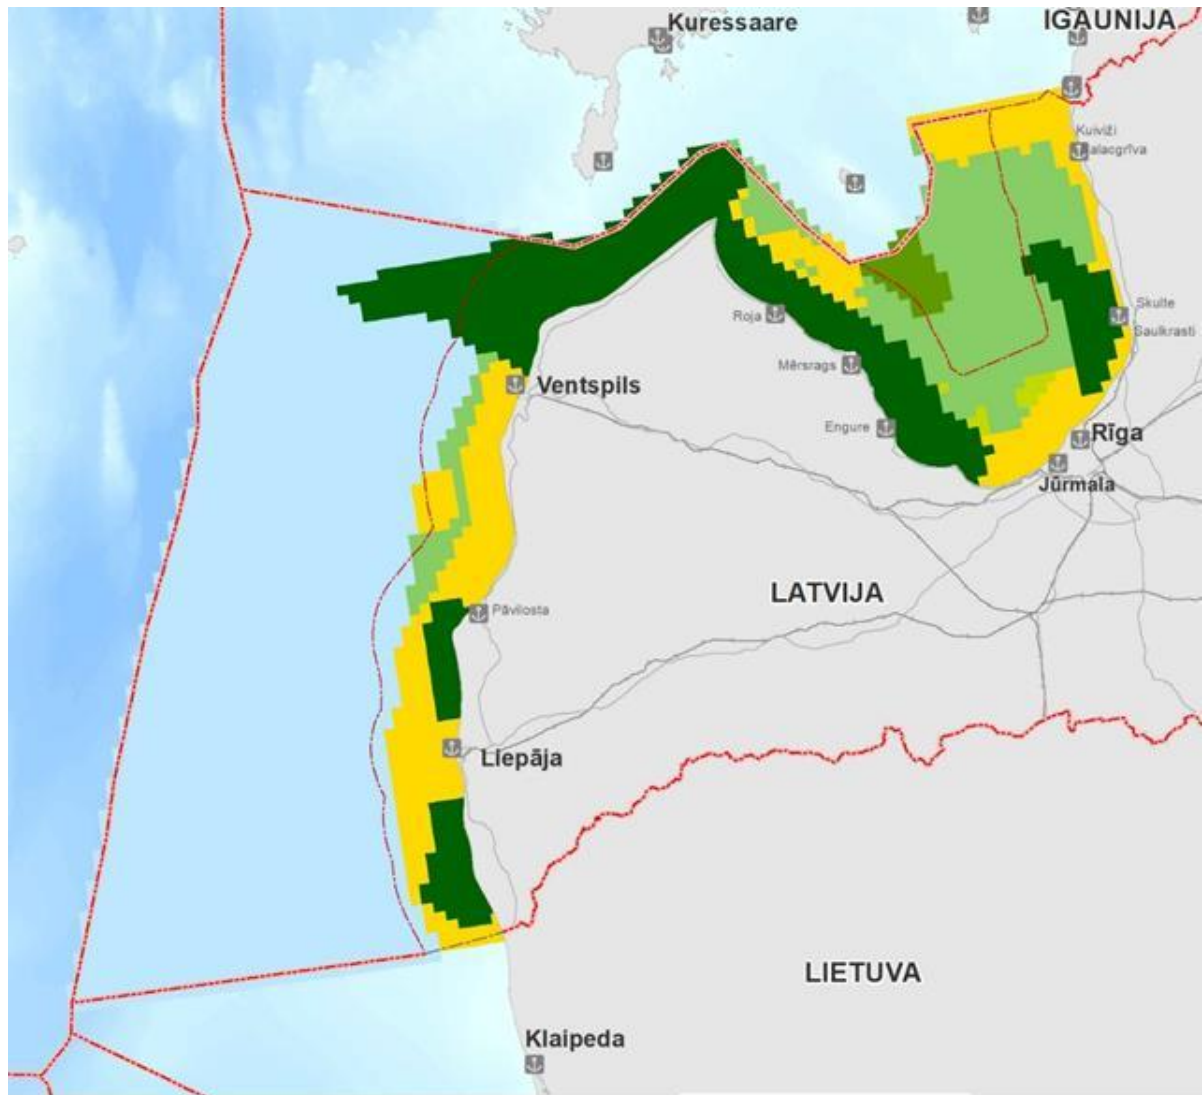 Kuressaare
IGAUNIJA
Kuiviži
alacgrīva
Skulte
Saulkrasti
Roja
Mērsrags
Ventspils
Engure
Rīga
Jūrmala
LATVIJA
Pāvilosta
Liepāja
LIETUVA
Klaipeda